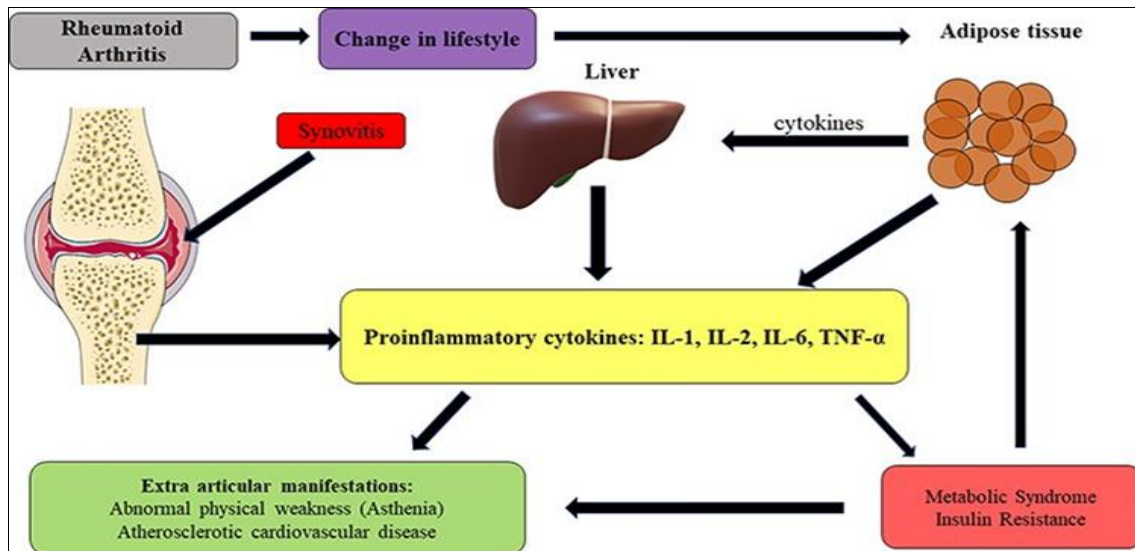 Rheumatoid
Arthritis
Change in lifestyle
Adipose tissue
Liver
Synovitis
cytokines
Proinflammatory cytokines: IL-1, IL-2, IL-6, TNF-α
Extra articular manifestations:
Abnormal physical weakness (Asthenia)
Atherosclerotic cardiovascular disease
Metabolic Syndrome
Insulin Resistance